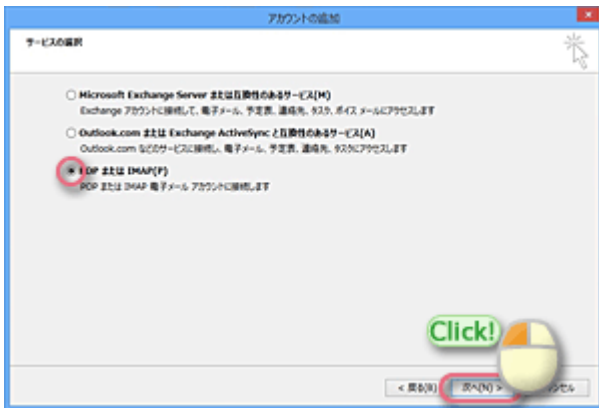 アカウントの追加
サービスの選択
Microsoft Exchange Server または互換性のあるサービス(M)
Exchange アカウントに接続して、電子メール、予定表、連絡先、タスク、ボイス メールにアクセスします
Outlook.com または Exchange ActiveSync と互換性のあるサービス(A)
Outlook.com などのサービスに接続し、電子メール、予定表、連絡先、タスクにアクセスします
POP または IMAP(P)
POP または IMAP 電子メール アカウントに接続します
Click!
< 戻る(B) 次へ(N) > キャンセル